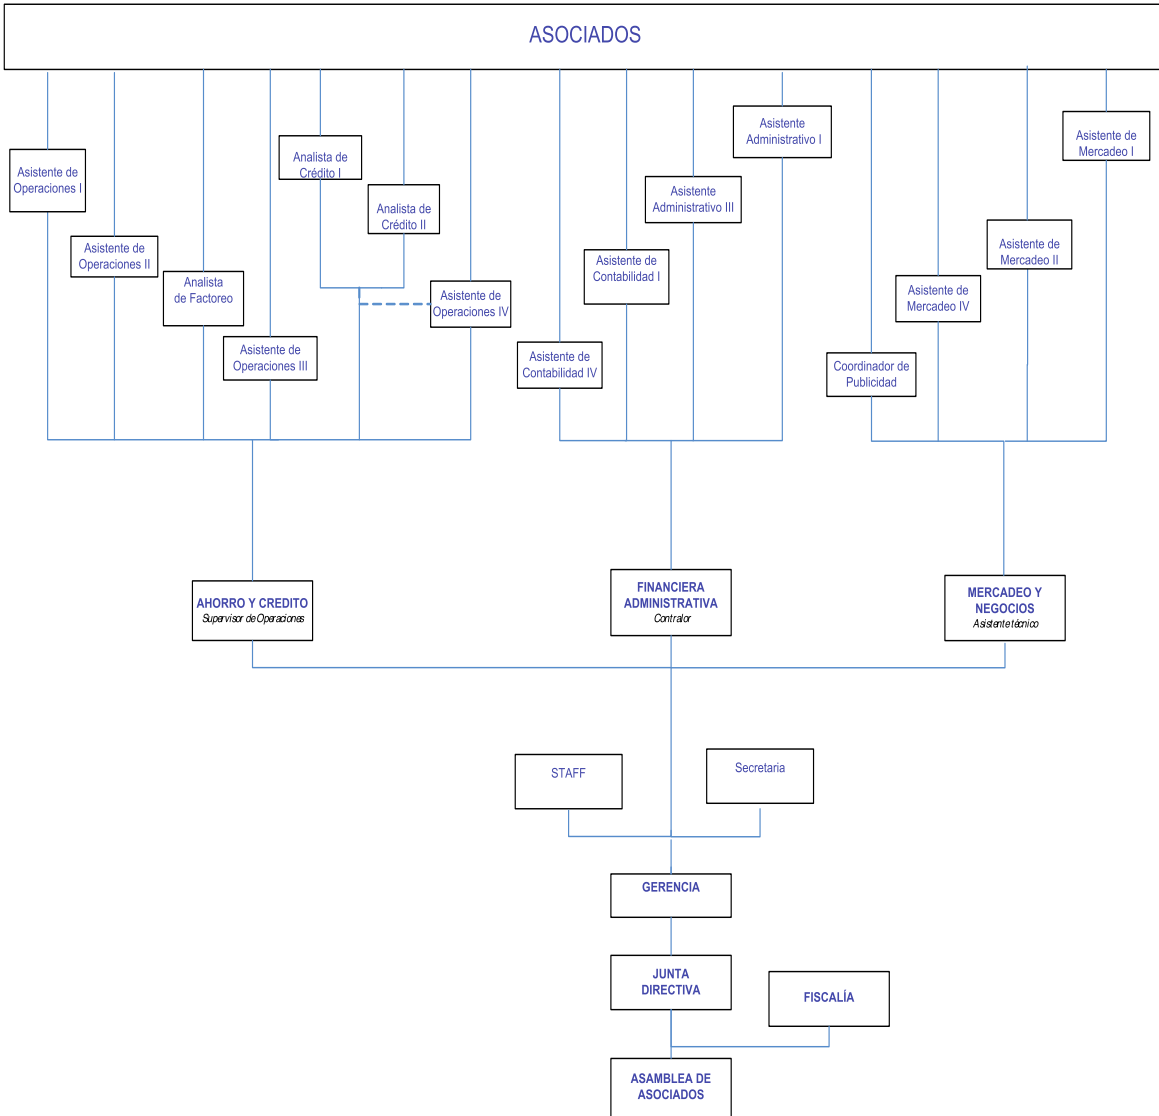 ASOCIADOS
Asistente
Administrativo I
Asistente de
Mercadeo I
Analista de
Crédito I
Asistente de
Operaciones I
Asistente
Administrativo III
Analista de
Crédito II
Asistente de
Operaciones II
Asistente de
Mercadeo II
Asistente de
Contabilidad I
Analista
de Factoreo
Asistente de
Operaciones IV
Asistente de
Mercadeo IV
Asistente de
Operaciones III
Asistente de
Contabilidad IV
Coordinador de
Publicidad
AHORRO Y CREDITO
Supervisor de Operaciones
FINANCIERA
ADMINISTRATIVA
Contralor
MERCADEO Y
NEGOCIOS
Asistente técnico
STAFF
Secretaria
GERENCIA
JUNTA
DIRECTIVA
FISCALÍA
ASAMBLEA DE
ASOCIADOS